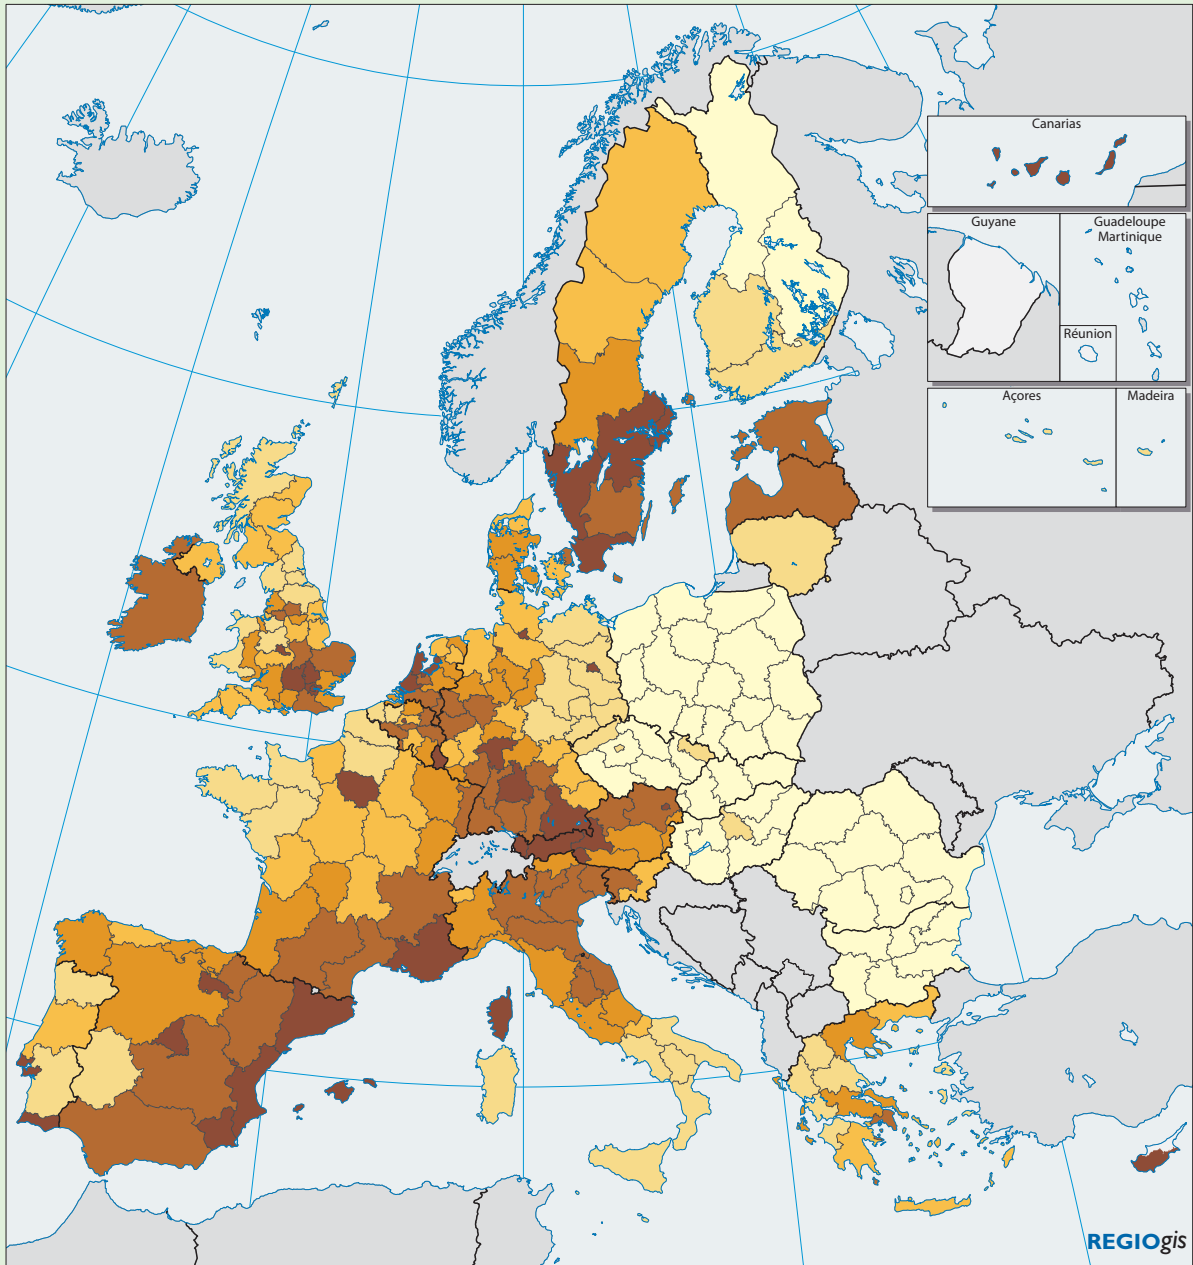 Canarias
Guyane
Guadeloupe
Martinique
Réunion
Açores
Madeira
REGIOgis